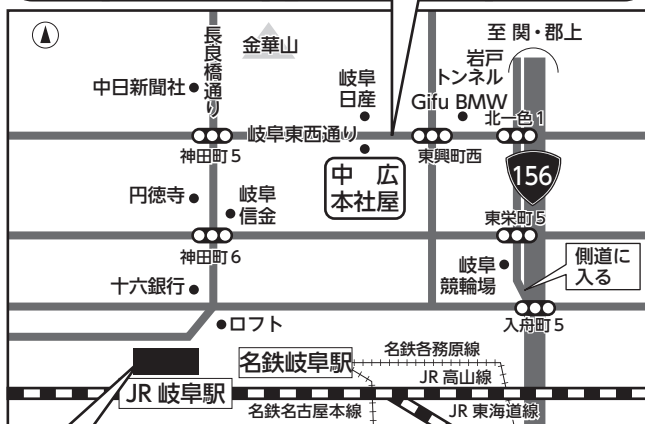 至 関・郡上
金華山
長良橋通り
岩戸
トンネル
中日新聞社
岐阜
日産
Gifu BMW
北一色1
岐阜東西通り
神田町5
東興町西
中 広
本社屋
156
円徳寺
岐阜
信金
東栄町5
神田町6
岐阜
競輪場
側道に
入る
十六銀行
ロフト
入舟町5
名鉄岐阜駅
名鉄各務原線
JR 高山線
JR 岐阜駅
名鉄名古屋本線
JR 東海道線